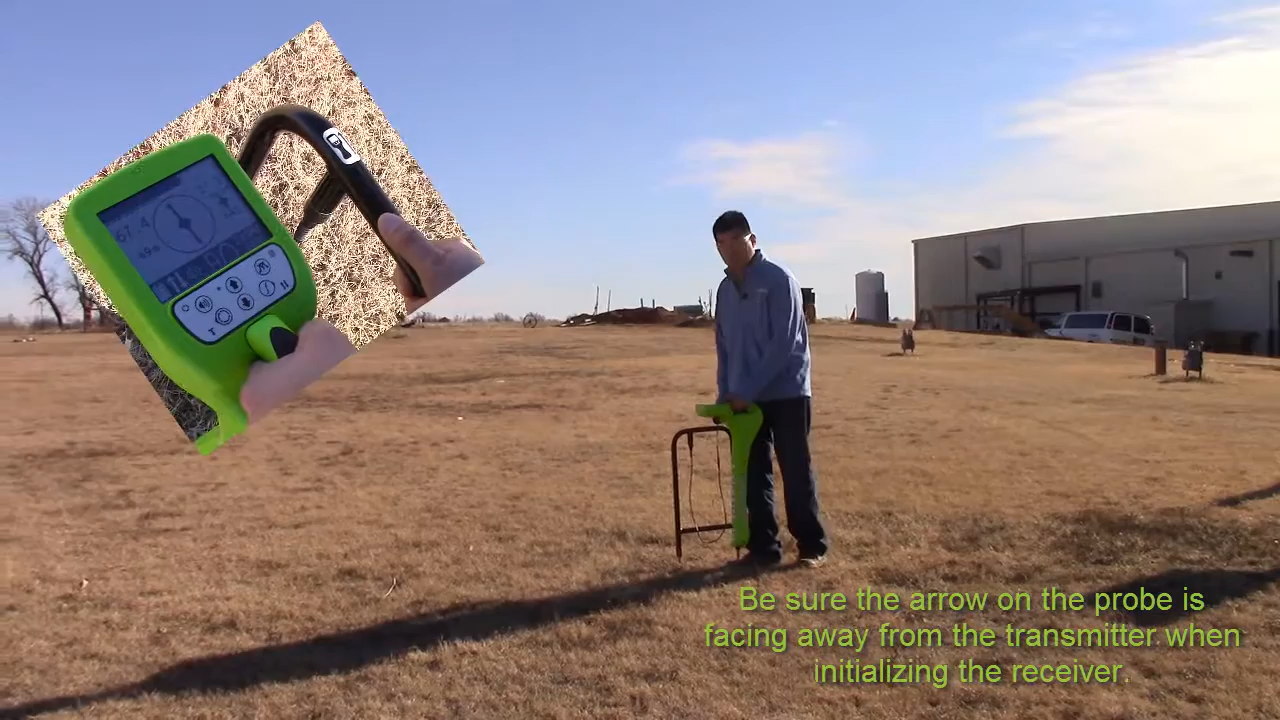 Be sure the arrow on the probe is
facing away from the transmitter when
initializing the receiver.